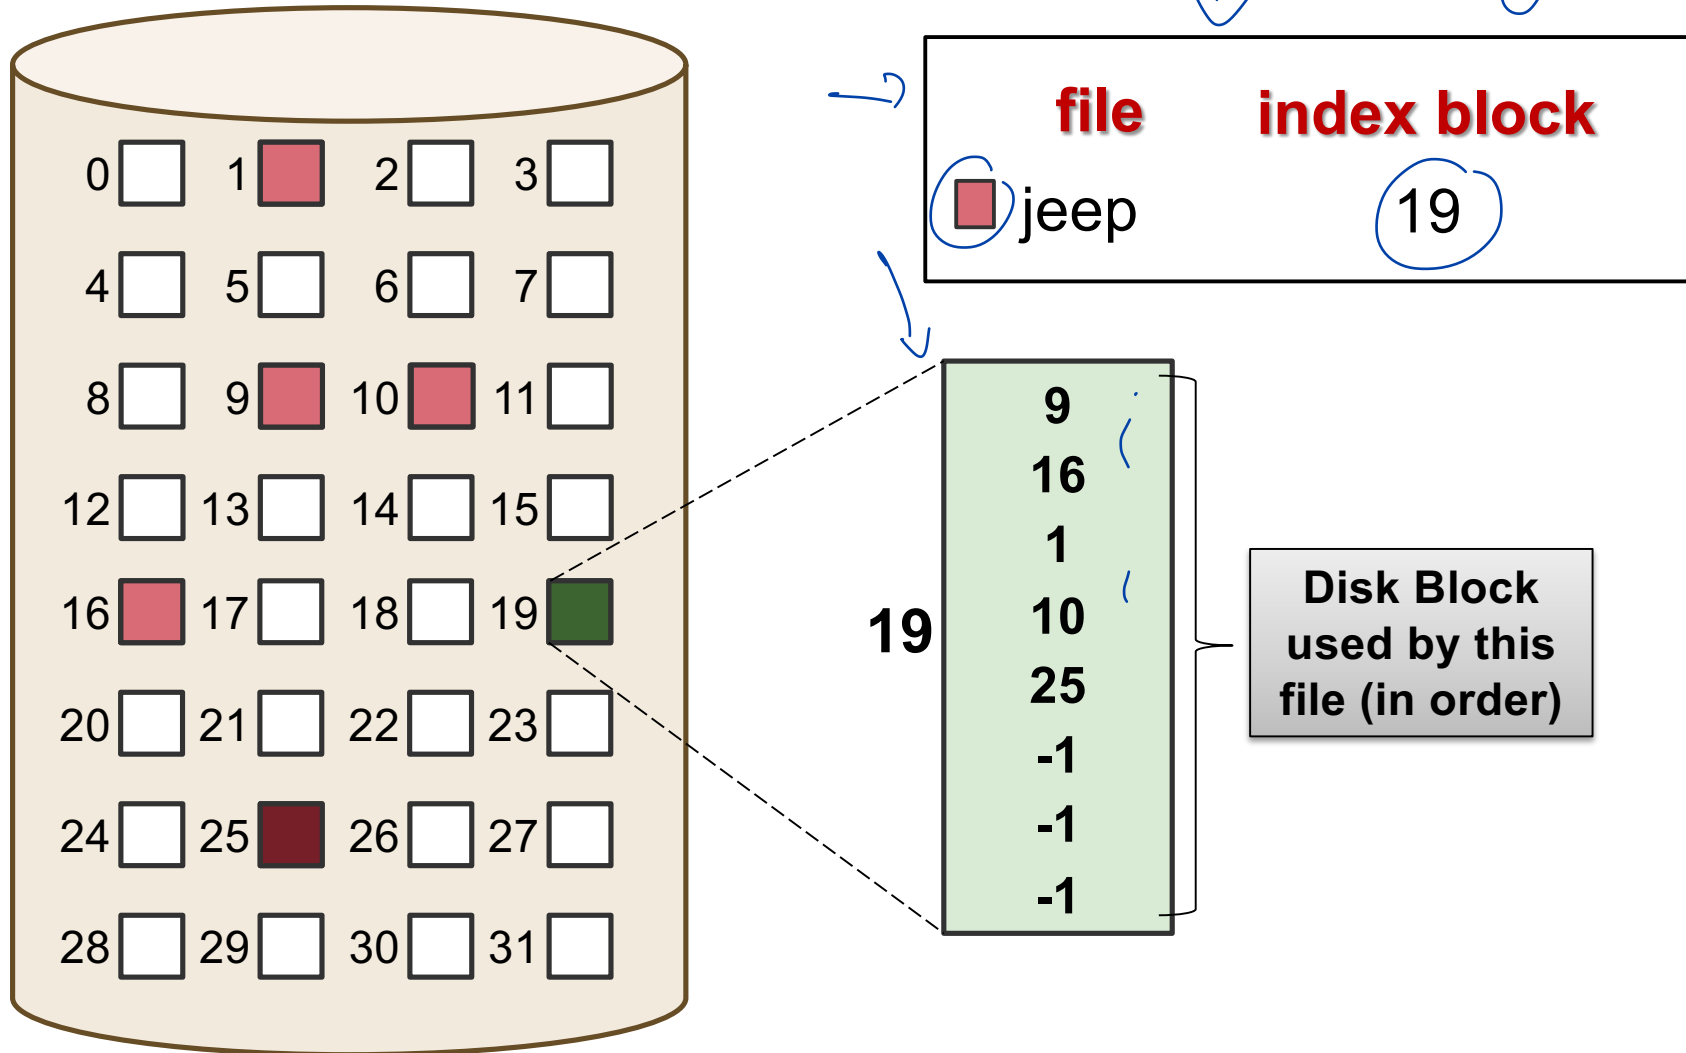 file index block
jeep 19
0 1 2 3
4 5 6 7
8 9 10 11
12 13 14 15
16 17 18 19
20 21 22 23
24 25 26 27
28 29 30 31
19
9
16
1
10
25
-1
-1
-1
Disk Block
used by this
file (in order)